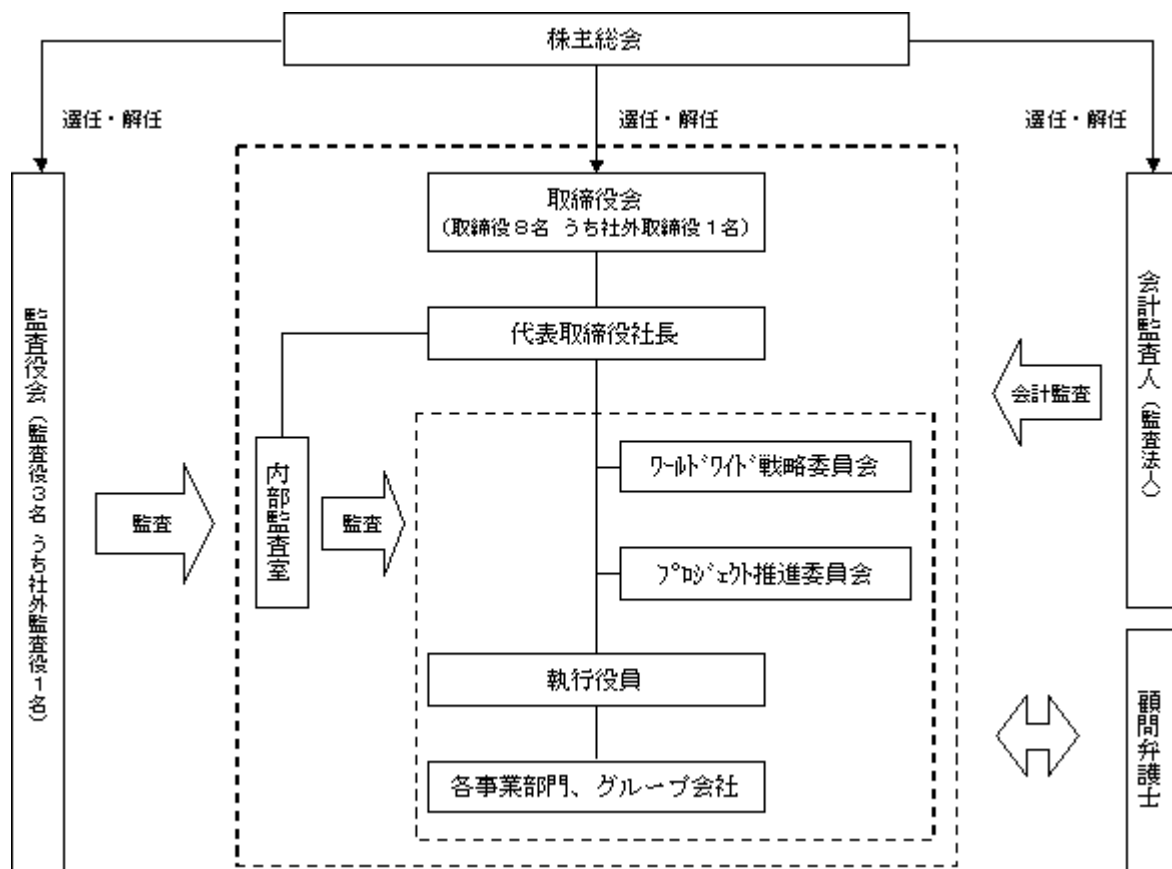 株主総会
選任・解任
選任・解任
選任・解任
取締役会
(取締役8名 うち社外取締役1名)
代表取締役社長
監査役会(監査役3名 うち社外監査役1名)
監査
内部監査室
監査
ﾜｰﾙﾄﾞﾜｲﾄﾞ戦略委員会
ﾌﾟﾛｼﾞｪｸﾄ推進委員会
執行役員
各事業部門、グループ会社
会計監査
会計監査人(監査法人)
顧問弁護士